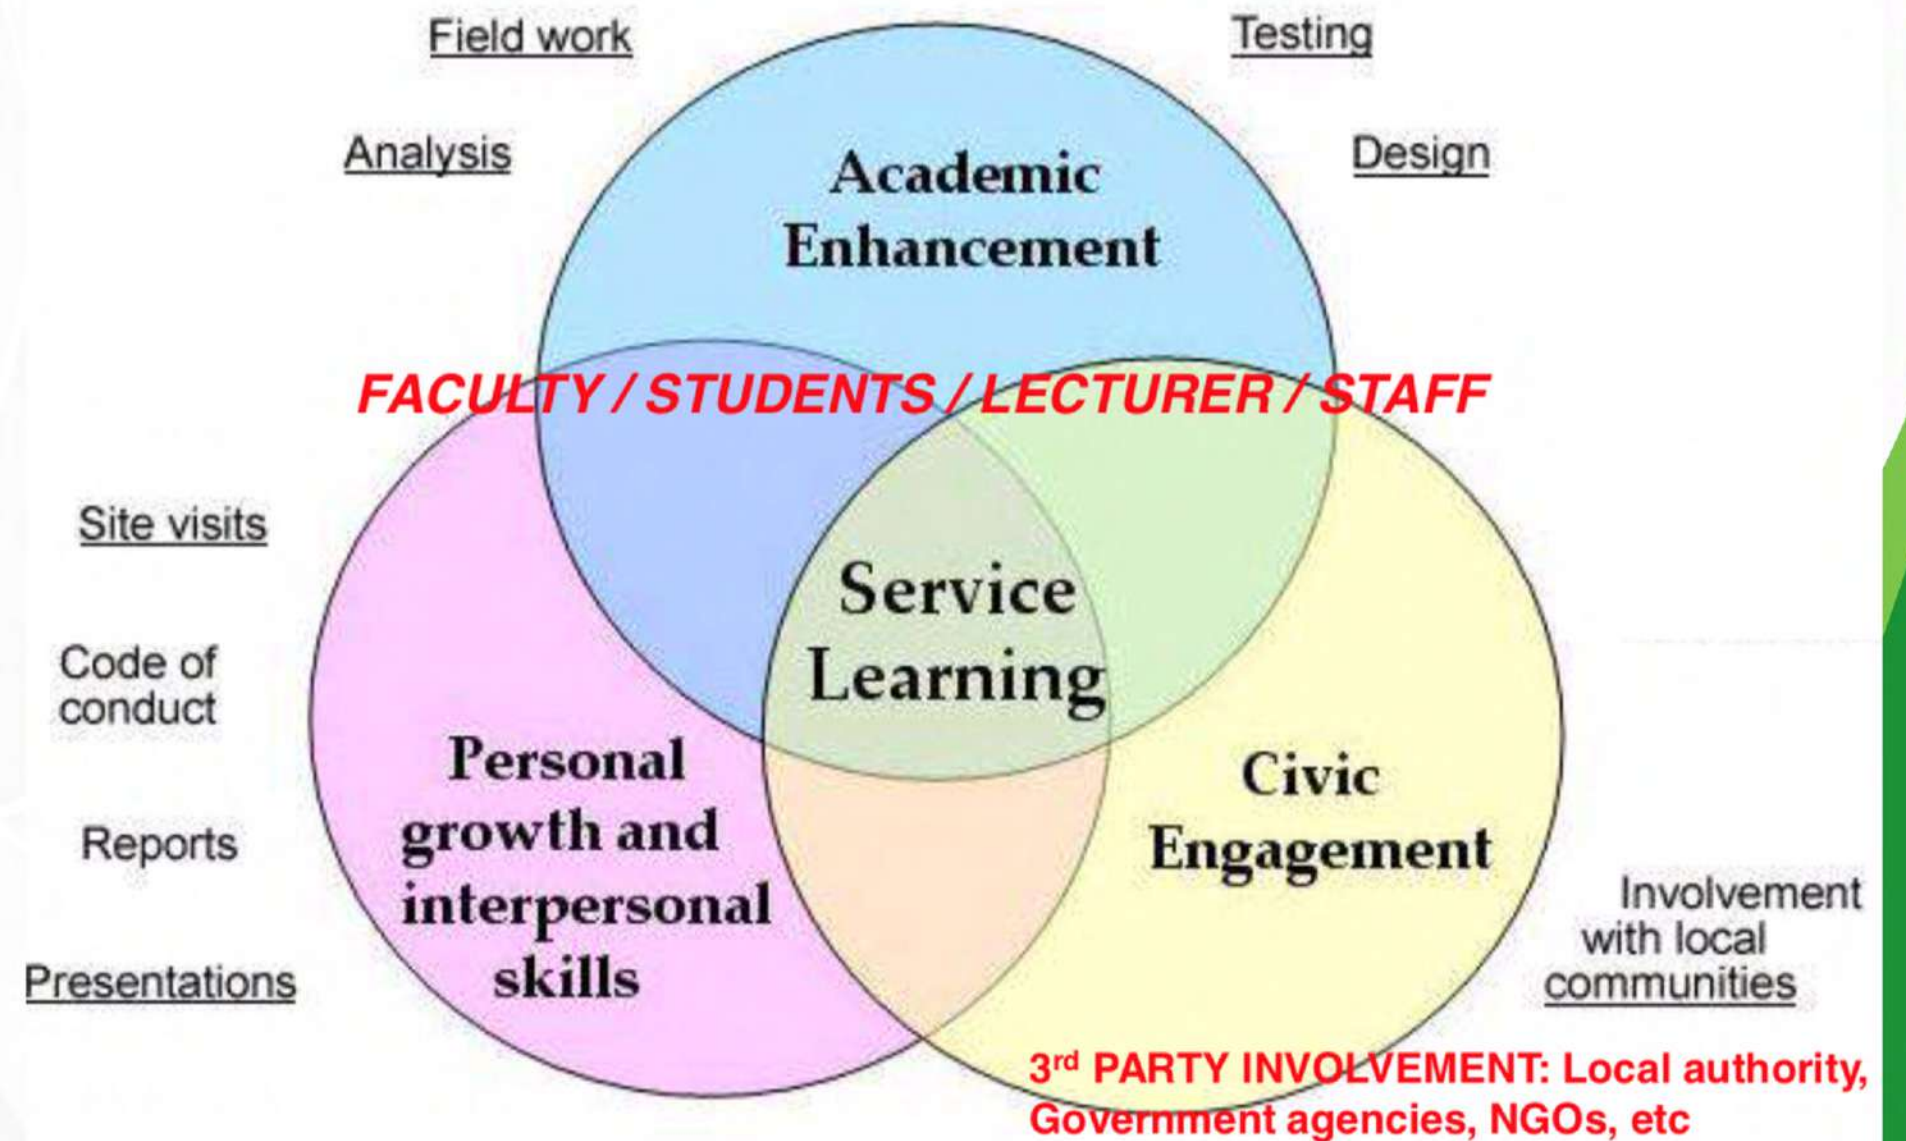 Field work
Testing
Analysis
Design
Academic
Enhancement
FACULTY / STUDENTS / LECTURER / STAFF
Site visits
Service
Learning
Code of
conduct
Personal
growth and
interpersonal
skills
Civic
Engagement
Reports
Presentations
Involvement
with local
communities
3rd PARTY INVOLVEMENT: Local authority,
Government agencies, NGOs, etc